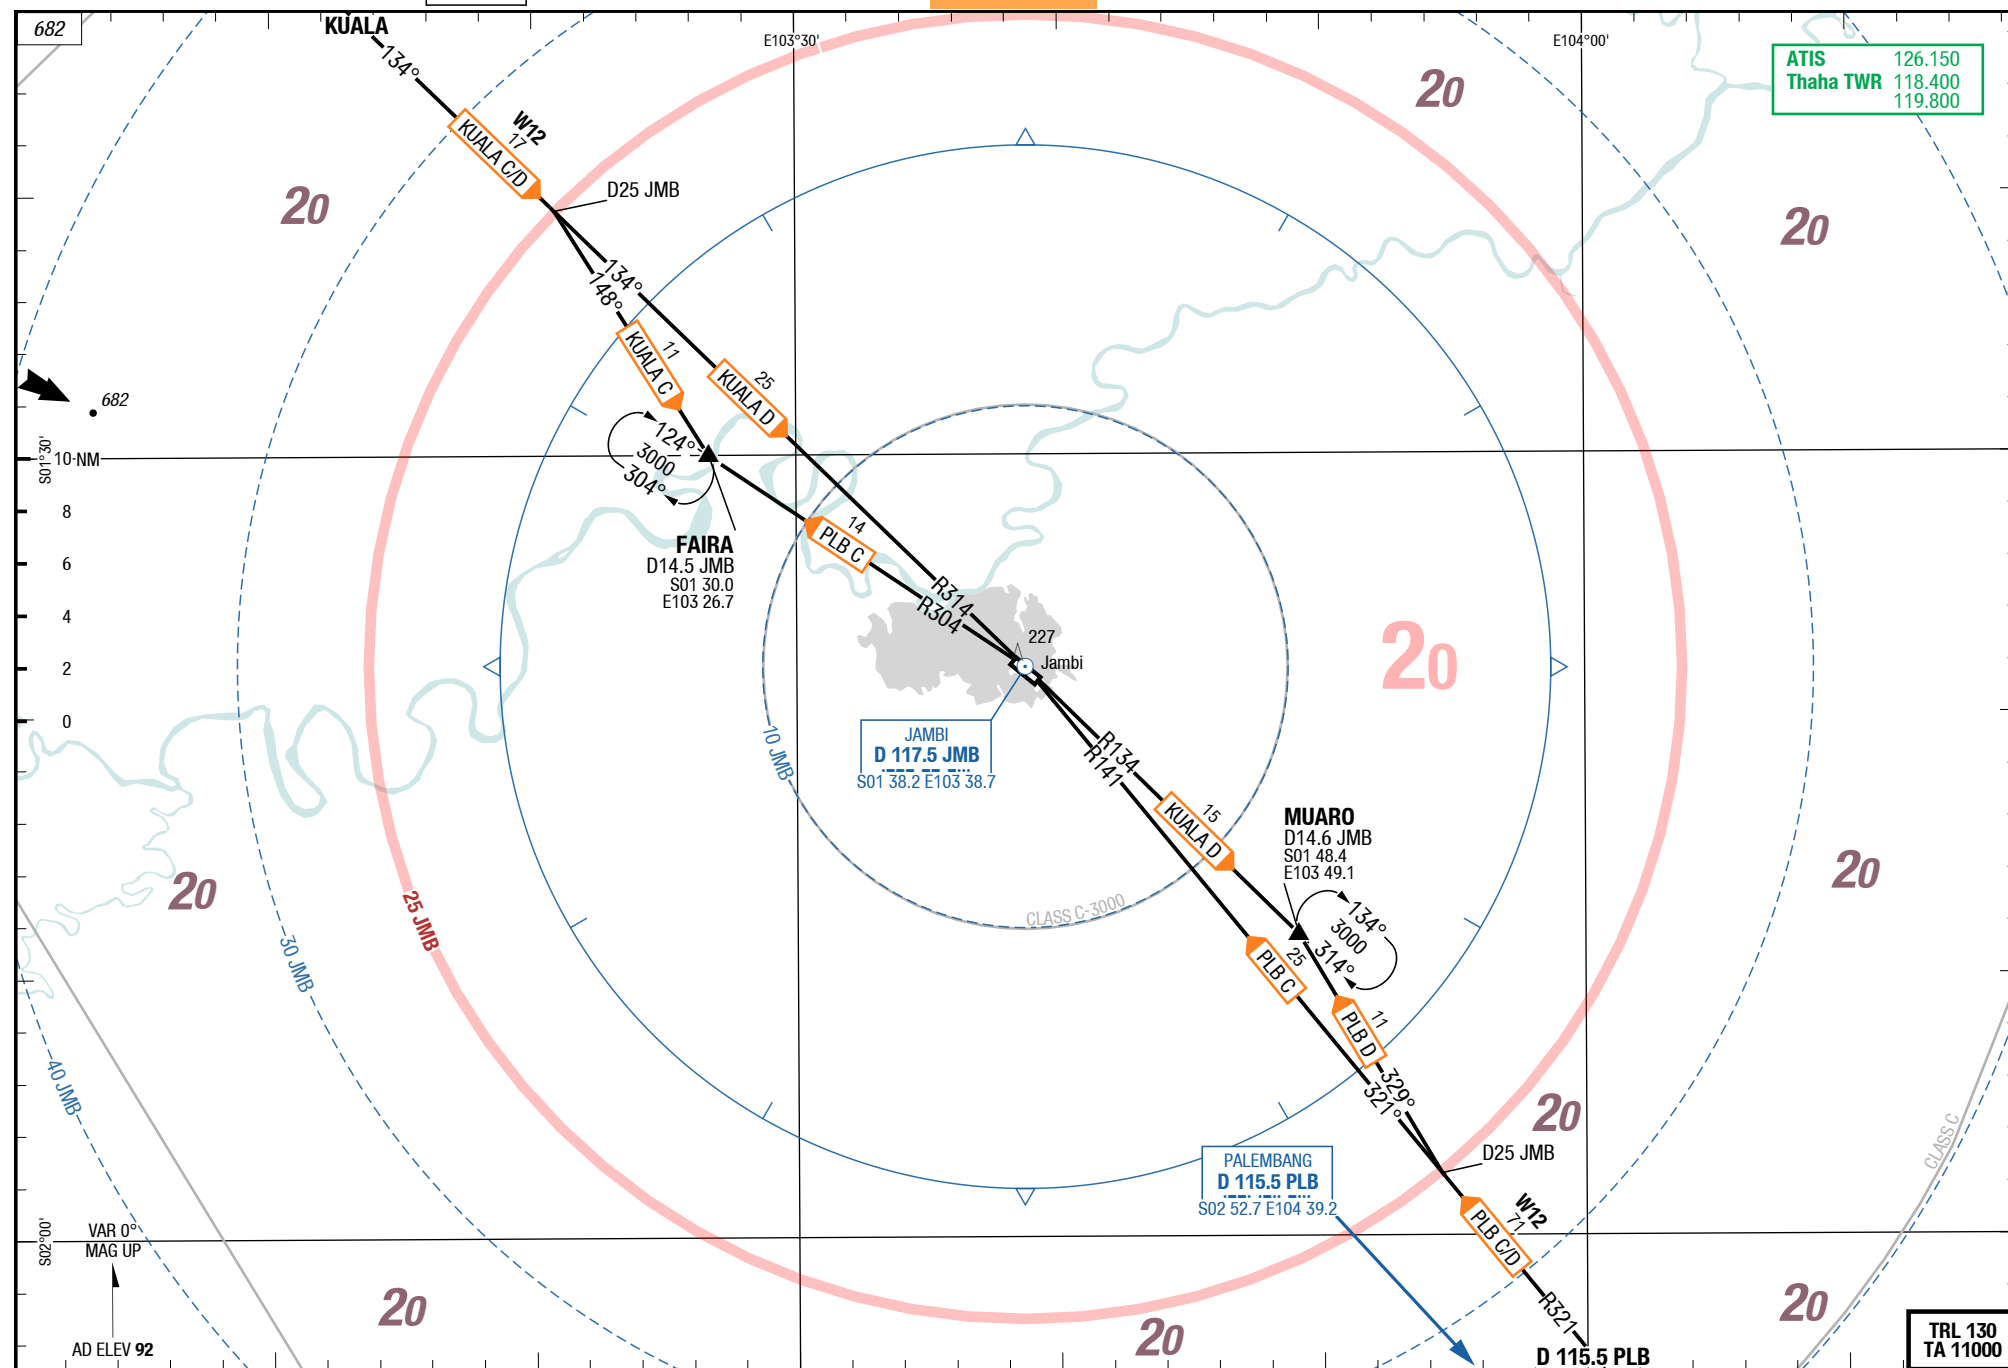 682
KUALA
134°
W12
17
KUALA C/D
D25 JMB
E103°30'
E104°00'
20
20
20
20
ATIS 126.150
Thaha TWR 118.400
119.800
134°
148°
11
KUALA C
25
KUALA D
682
S01°30'
10 NM
8
6
4
2
0
124°
3000
304°
FAIRA
D14.5 JMB
S01 30.0
E103 26.7
14
PLB C
R314
R304
227
Jambi
20
JAMBI
D 117.5 JMB
S01 38.2 E103 38.7
10 JMB
R134
R141
15
KUALA D
MUARO
D14.6 JMB
S01 48.4
E103 49.1
134°
3000
314°
CLASS C-3000
20
20
25 JMB
30 JMB
40 JMB
25
PLB C
11
PLB D
329°
321°
20
D25 JMB
CLASS C
PALEMBANG
D 115.5 PLB
S02 52.7 E104 39.2
W12
71
PLB C/D
R321
S02°00'
VAR 0°
MAG UP
AD ELEV 92
20
20
20
D 115.5 PLB
TRL 130
TA 11000